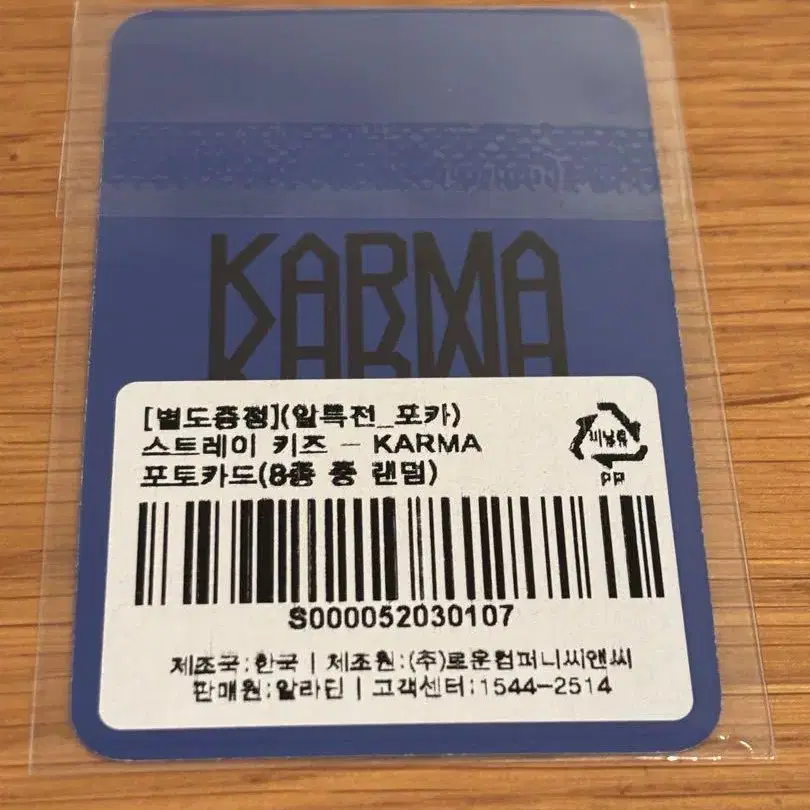 KARMA
[별도증정](알특전_포카)
스트레이 키즈 - KARMA
포토카드(8종 중 랜덤)
비닐류
PP
S000052030107
제조국:한국 | 제조원:(주)로운컴퍼니씨앤씨
판매원:알라딘 | 고객센터:1544-2514